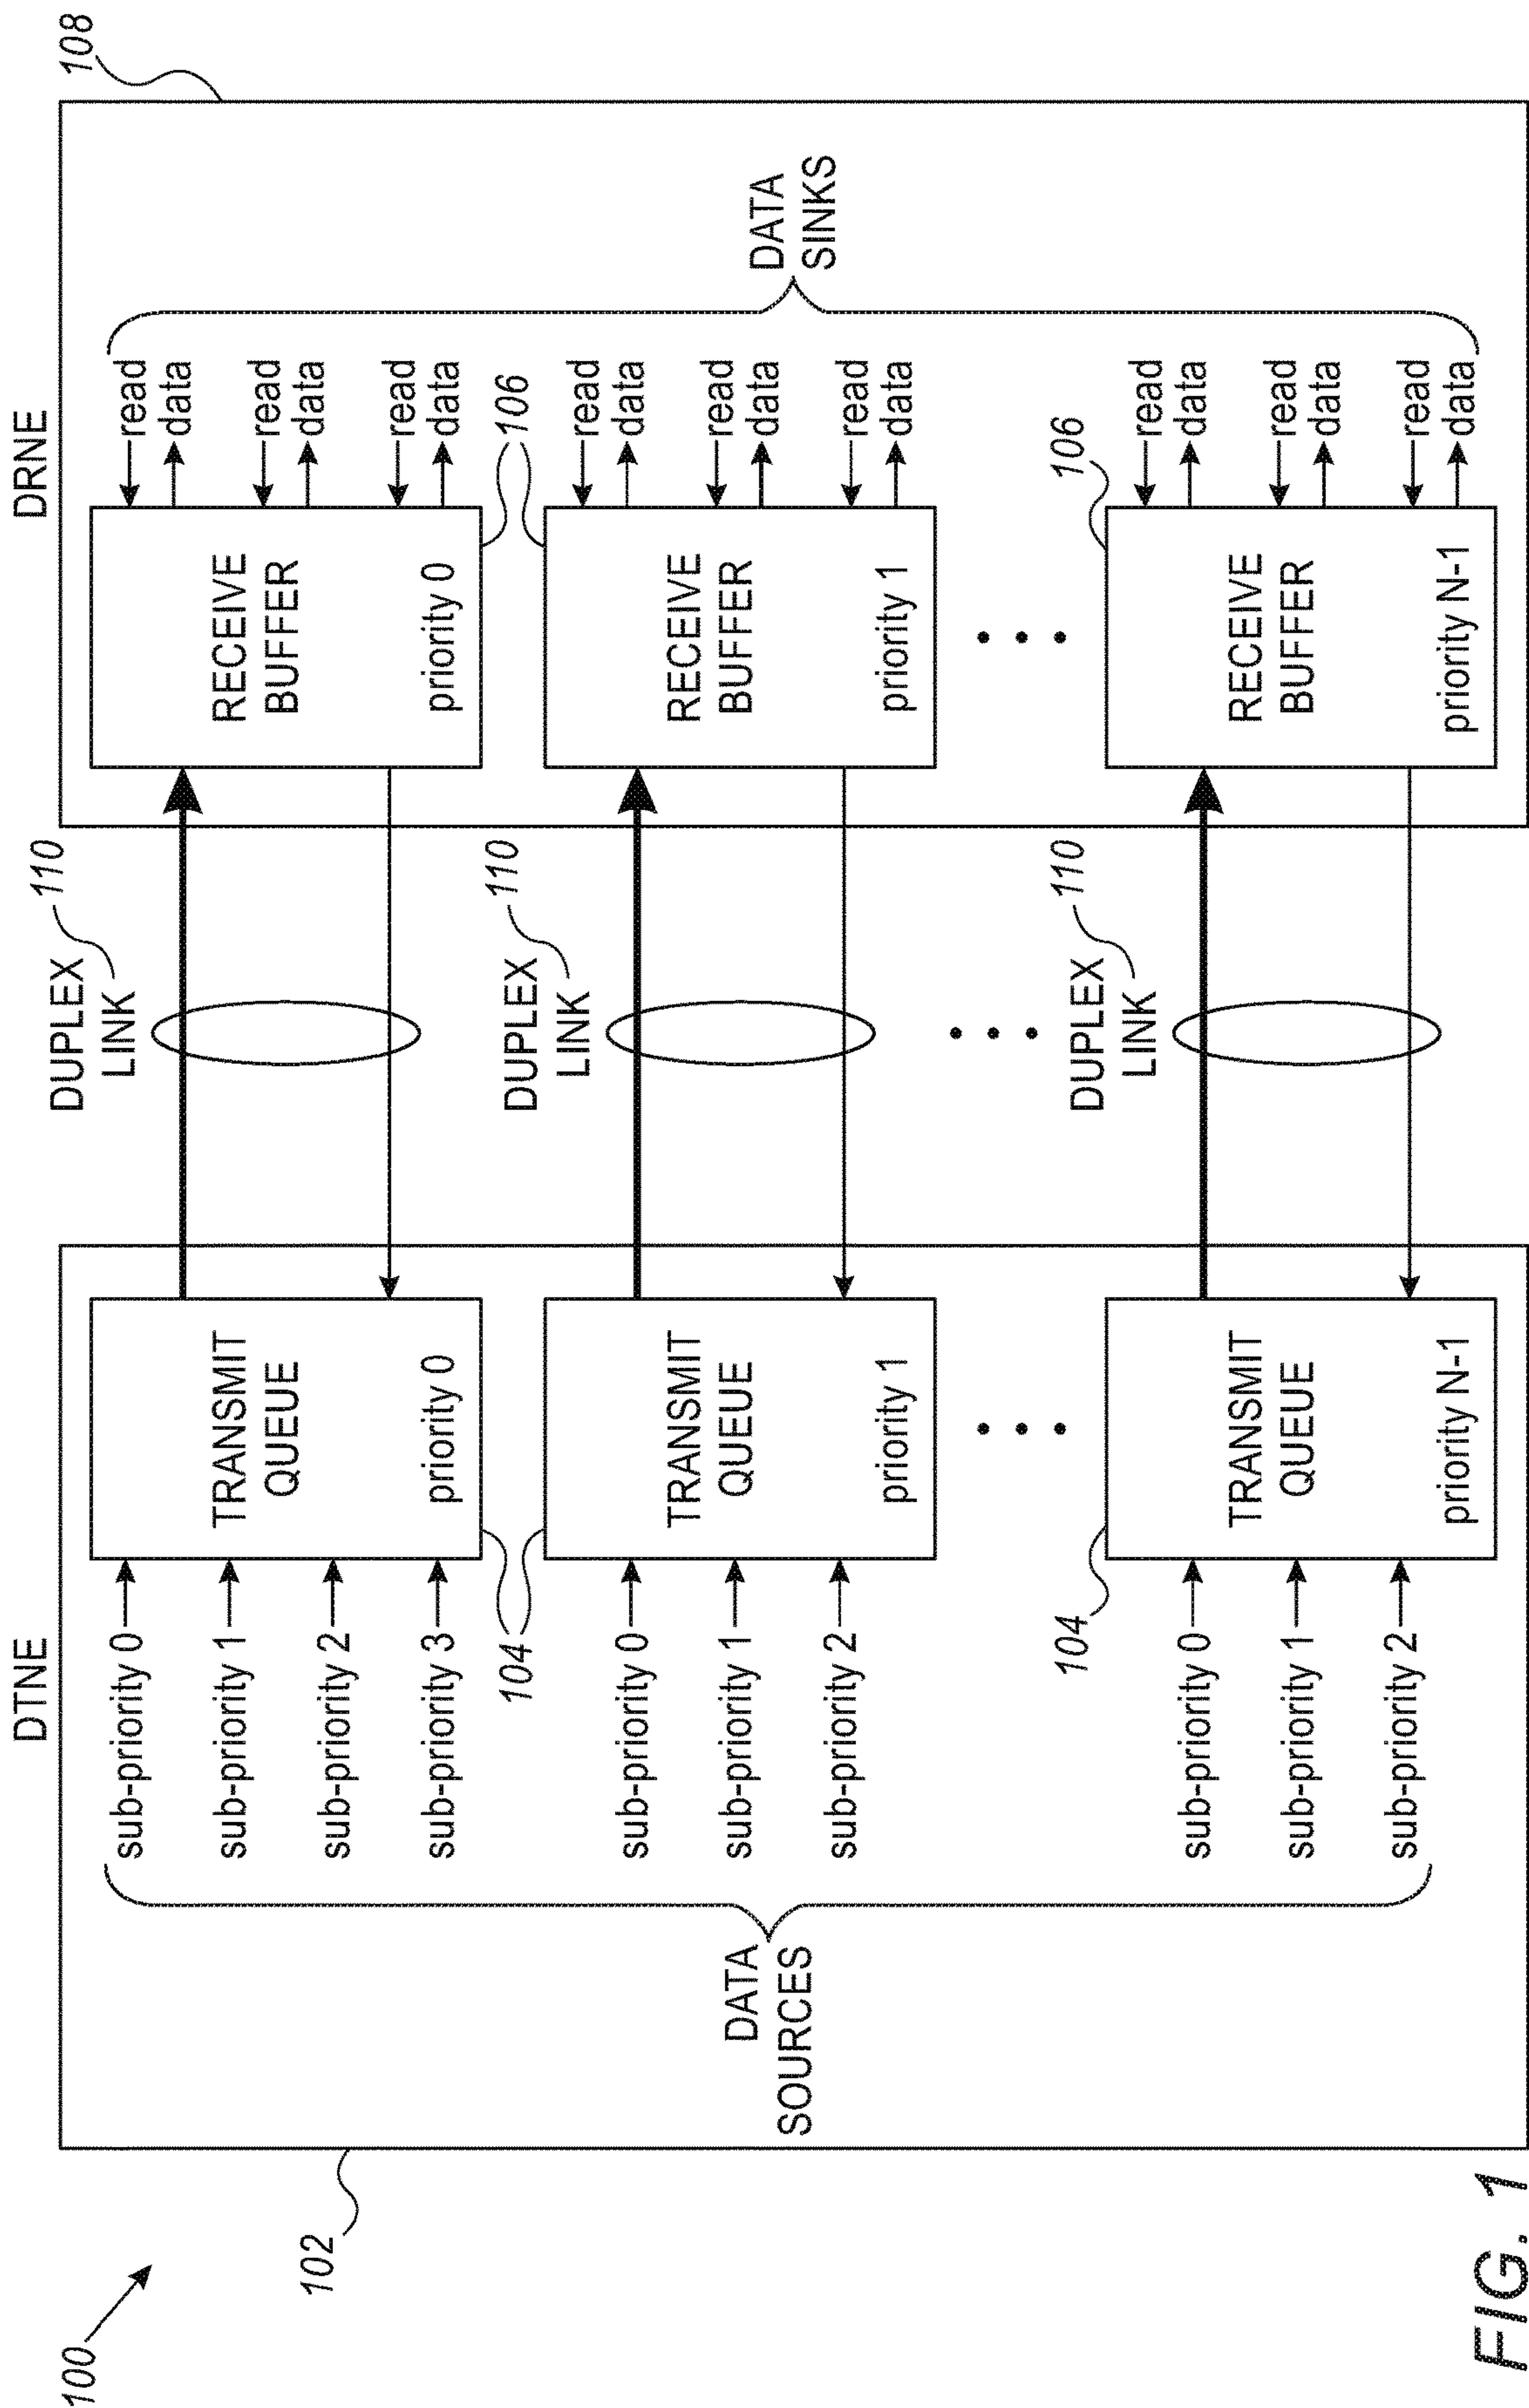 100
102
DTNE
DATA
SOURCES
sub-priority 0
sub-priority 1
sub-priority 2
sub-priority 3
TRANSMIT
QUEUE
priority 0
104
sub-priority 0
sub-priority 1
sub-priority 2
TRANSMIT
QUEUE
priority 1
104
sub-priority 0
sub-priority 1
sub-priority 2
TRANSMIT
QUEUE
priority N-1
DUPLEX
LINK
110
DUPLEX
LINK
110
DUPLEX
LINK
110
DRNE
108
RECEIVE
BUFFER
priority 0
read
data
read
data
read
data
106
RECEIVE
BUFFER
priority 1
read
data
read
data
read
data
106
RECEIVE
BUFFER
priority N-1
read
data
read
data
read
data
DATA
SINKS
FIG. 1